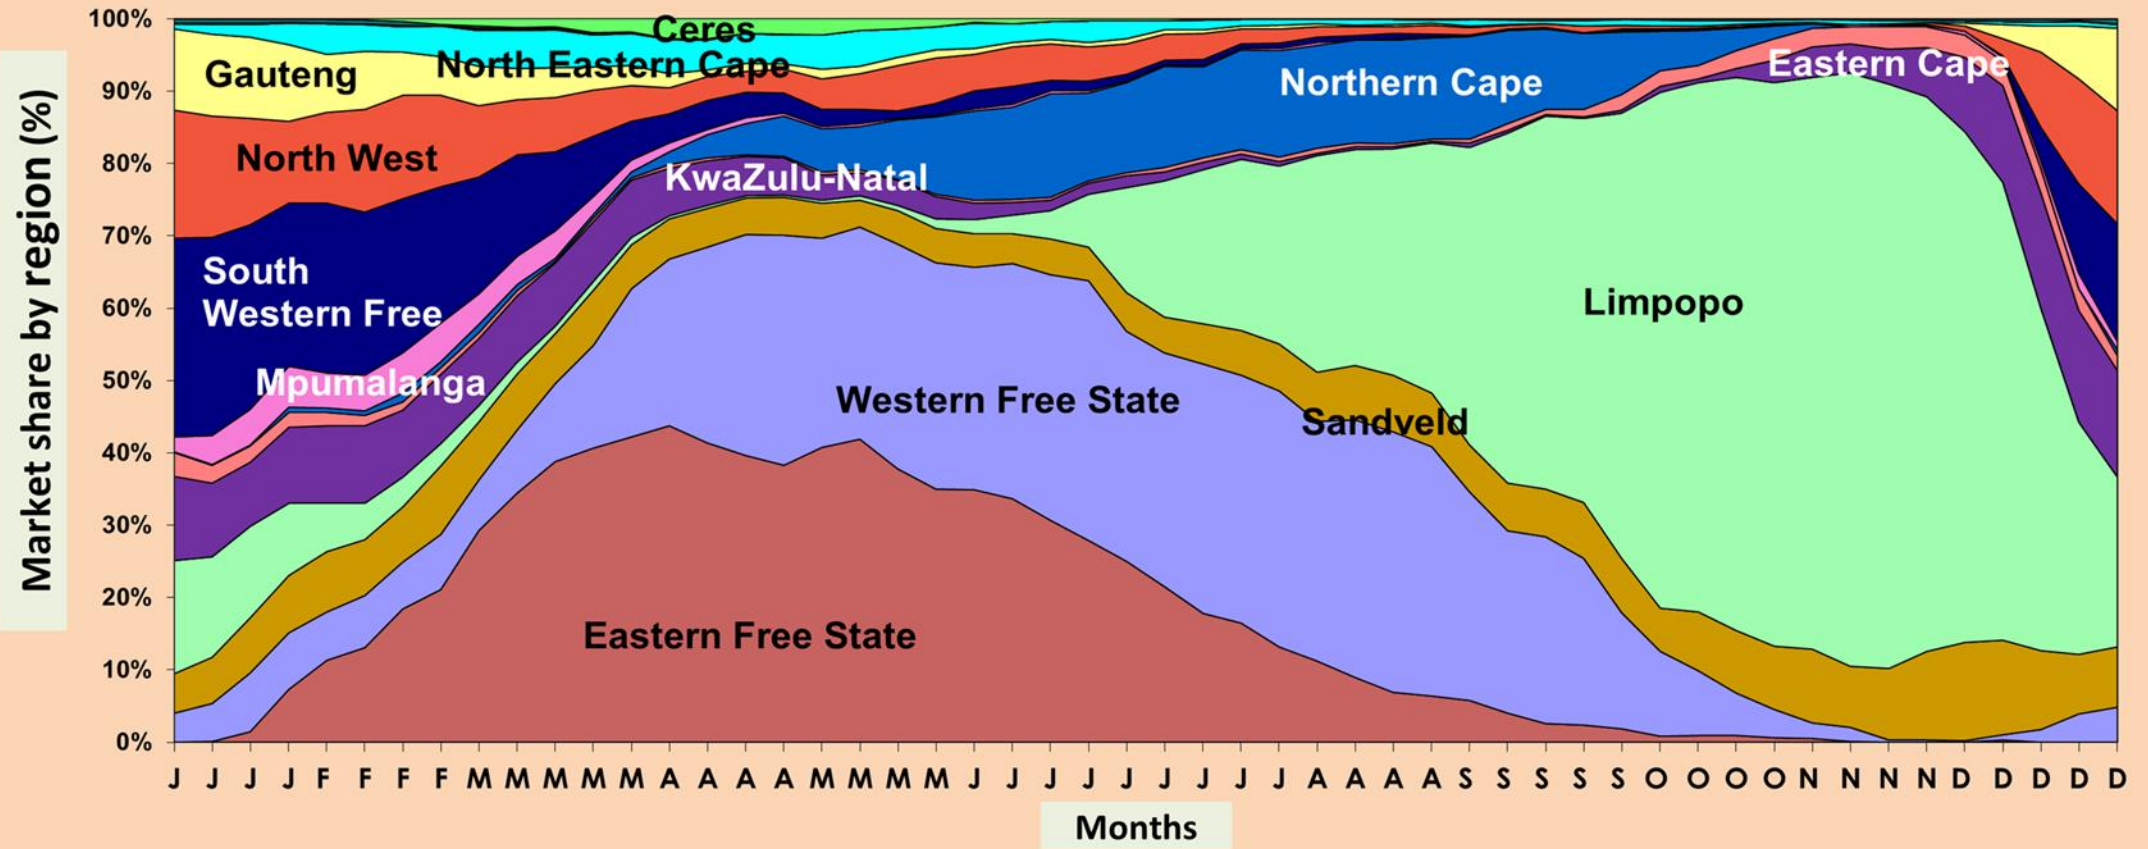 Market share by region (%)
100%
90%
80%
70%
60%
50%
40%
30%
20%
10%
0%
Ceres
North Eastern Cape
Gauteng
Northern Cape
Eastern Cape
North West
KwaZulu-Natal
South
Western Free
Limpopo
Mpumalanga
Western Free State
Sandveld
Eastern Free State
J J J J F F F F M M M M M A A A A M M M M J J J J J J J J J A A A A S S S S S O O O O N N N N D D D D D
Months